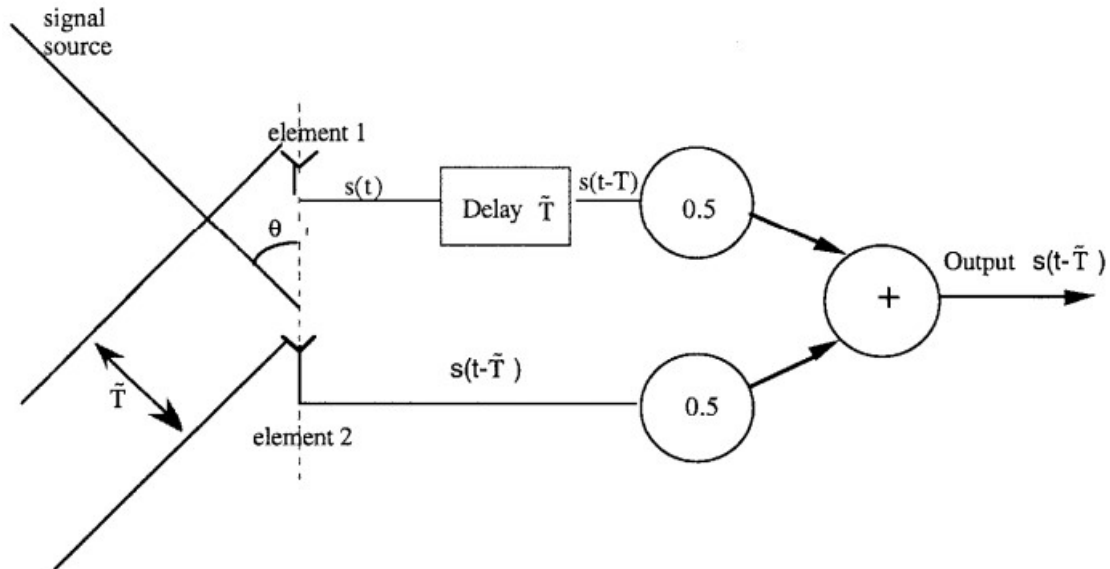 signal
source
element 1
s(t)
Delay T̃
s(t-T)
0.5
θ
+
Output s(t-T̃ )
T̃
s(t-T̃ )
0.5
element 2